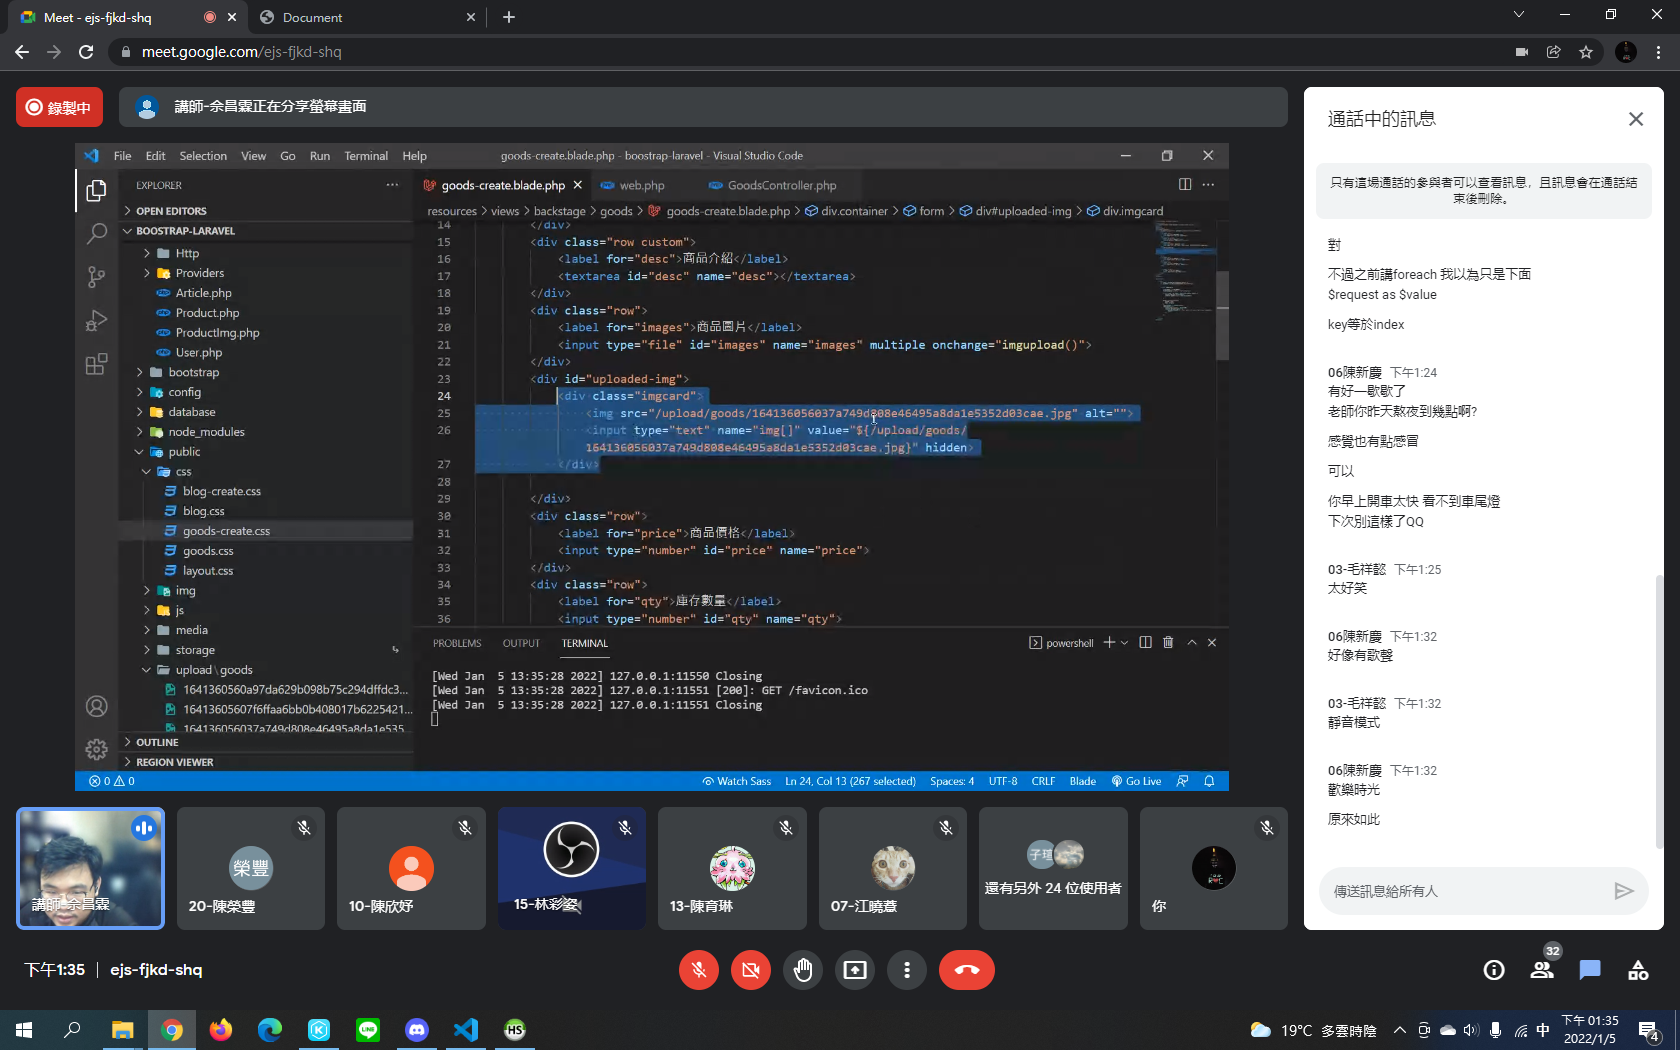 Meet - ejs-fjkd-shq
Document
meet.google.com/ejs-fjkd-shq
錄製中
講師-余昌霖正在分享螢幕畫面
File Edit Selection View Go Run Terminal Help
goods-create.blade.php - boostrap-laravel - Visual Studio Code
EXPLORER
OPEN EDITORS
BOOSTRAP-LARAVEL
Http
Providers
Article.php
Product.php
ProductImg.php
User.php
bootstrap
config
database
node_modules
public
css
blog-create.css
blog.css
goods-create.css
goods.css
layout.css
img
js
media
storage
upload \ goods
1641360560a97da629b098b75c294dffdc3...
16413605607f6ffaa6bb0b408017b6225421...
164136056037a749d808e46495a8da1e535...
OUTLINE
REGION VIEWER
goods-create.blade.php
web.php
GoodsController.php
resources > views > backstage > goods > goods-create.blade.php > div.container > form > div#uploaded-img > div.imgcard
14 </div>
15 <div class="row custom">
16 <label for="desc">商品介紹</label>
17 <textarea id="desc" name="desc"></textarea>
18 </div>
19 <div class="row">
20 <label for="images">商品圖片</label>
21 <input type="file" id="images" name="images" multiple onchange="imgupload()">
22 </div>
23 <div id="uploaded-img">
24 <div class="imgcard">
25 <img src="/upload/goods/164136056037a749d808e46495a8da1e5352d03cae.jpg" alt="">
26 <input type="text" name="img[]" value="${/upload/goods/
164136056037a749d808e46495a8da1e5352d03cae.jpg}" hidden>
27 </div>
28
29 </div>
30 <div class="row">
31 <label for="price">商品價格</label>
32 <input type="number" id="price" name="price">
33 </div>
34 <div class="row">
35 <label for="qty">庫存數量</label>
36 <input type="number" id="qty" name="qty">
PROBLEMS OUTPUT TERMINAL
powershell
[Wed Jan  5 13:35:28 2022] 127.0.0.1:11550 Closing
[Wed Jan  5 13:35:28 2022] 127.0.0.1:11551 [200]: GET /favicon.ico
[Wed Jan  5 13:35:28 2022] 127.0.0.1:11551 Closing
0 0
Watch Sass Ln 24, Col 13 (267 selected) Spaces: 4 UTF-8 CRLF Blade Go Live
通話中的訊息
只有這場通話的參與者可以查看訊息，且訊息會在通話結
束後刪除。
對
不過之前講foreach 我以為只是下面
$request as $value
key等於index
06陳新慶 下午1:24
有好一歇歇了
老師你昨天熬夜到幾點啊?
感覺也有點感冒
可以
你早上開車太快 看不到車尾燈
下次別這樣了QQ
03-毛祥懿 下午1:25
太好笑
06陳新慶 下午1:32
好像有歌聲
03-毛祥懿 下午1:32
靜音模式
06陳新慶 下午1:32
歡樂時光
原來如此
傳送訊息給所有人
講師-余昌霖
榮豐
20-陳榮豐
10-陳欣妤
15-林彩姿
13-陳育琳
07-江曉薏
子瑄
還有另外 24 位使用者
你
下午1:35 | ejs-fjkd-shq
32
19°C 多雲時陰
中
下午 01:35
2022/1/5
4